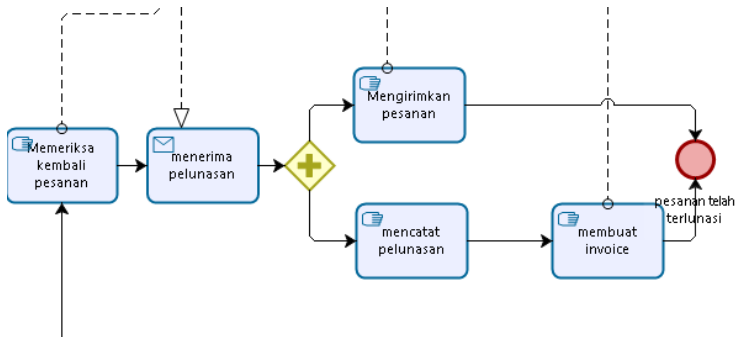 Memeriksa
kembali
pesanan
menerima
pelunasan
Mengirimkan
pesanan
mencatat
pelunasan
membuat
invoice
pesanan telah
terlunasi